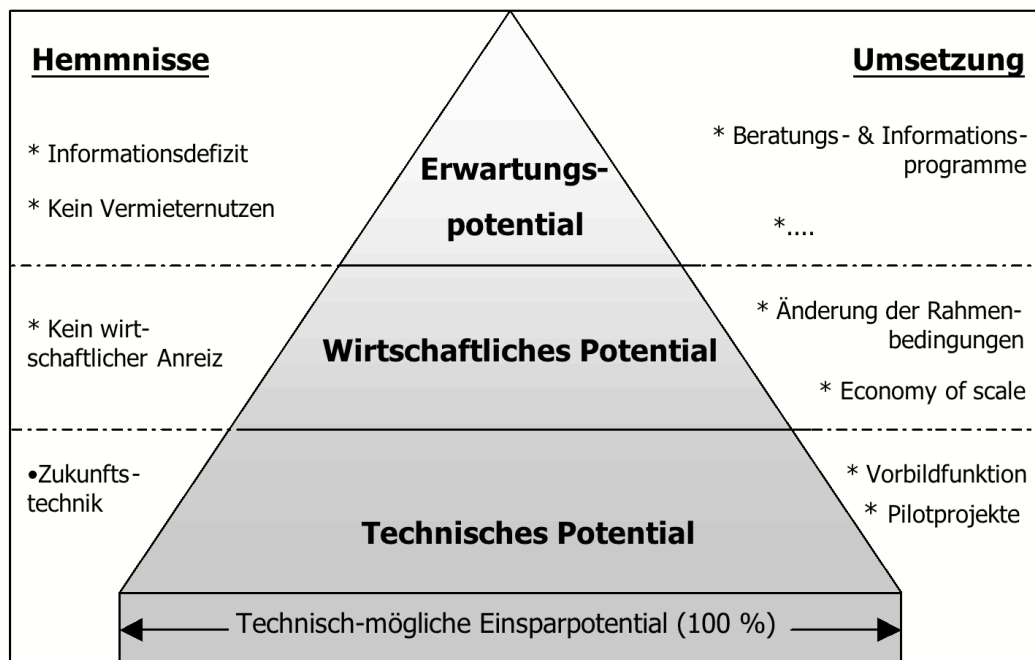 Hemmnisse
* Informationsdefizit
* Kein Vermieternutzen
* Kein wirt-
schaftlicher Anreiz
•Zukunfts-
technik
Erwartungs-
potential
Wirtschaftliches Potential
Technisches Potential
Technisch-mögliche Einsparpotential (100 %)
Umsetzung
* Beratungs- & Informations-
programme
*....
* Änderung der Rahmen-
bedingungen
* Economy of scale
* Vorbildfunktion
* Pilotprojekte